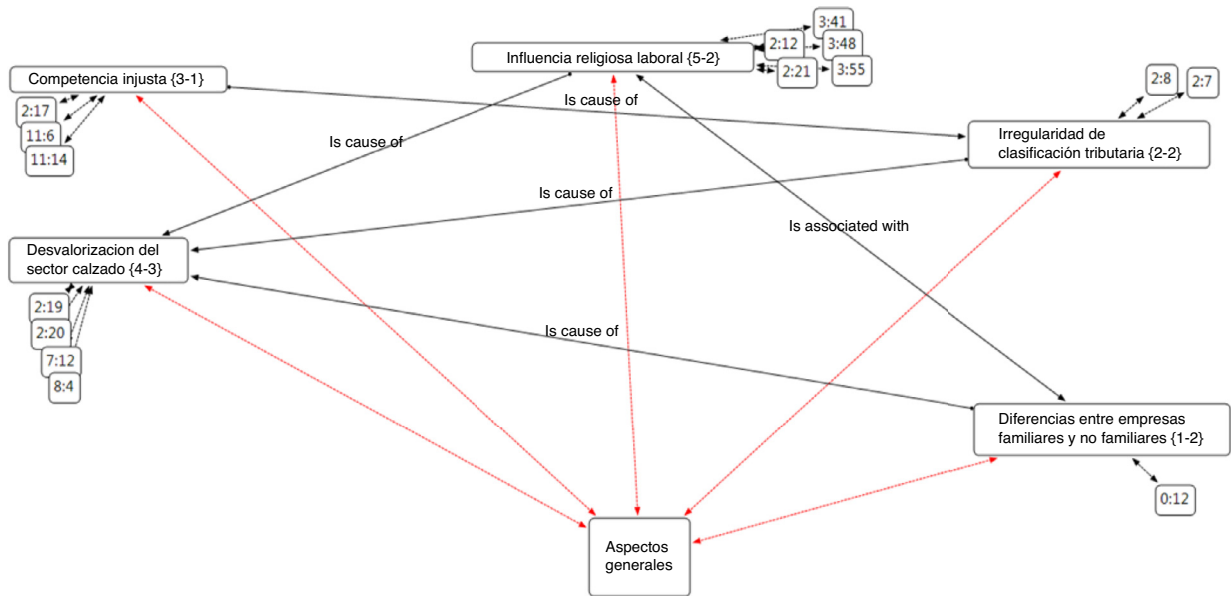 3:41
2:12
3:48
Influencia religiosa laboral {5-2}
2:21
3:55
Competencia injusta {3-1}
2:8
2:7
Is cause of
2:17
11:6
11:14
Irregularidad de
clasificación tributaria {2-2}
Is cause of
Is cause of
Is associated with
Desvalorizacion del
sector calzado {4-3}
2:19
2:20
7:12
8:4
Is cause of
Diferencias entre empresas
familiares y no familiares {1-2}
0:12
Aspectos
generales